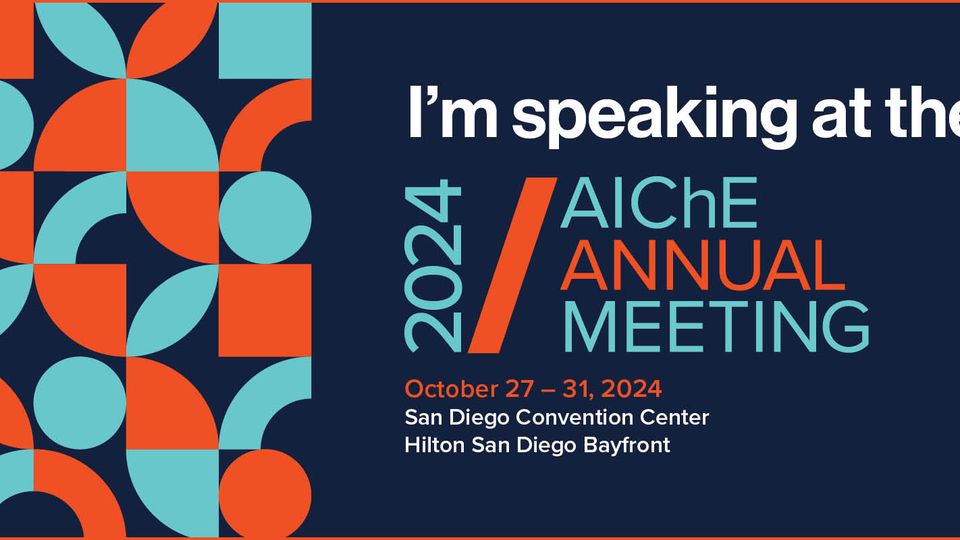 I’m speaking at the
2024
AIChE
ANNUAL
MEETING
October 27 – 31, 2024
San Diego Convention Center
Hilton San Diego Bayfront